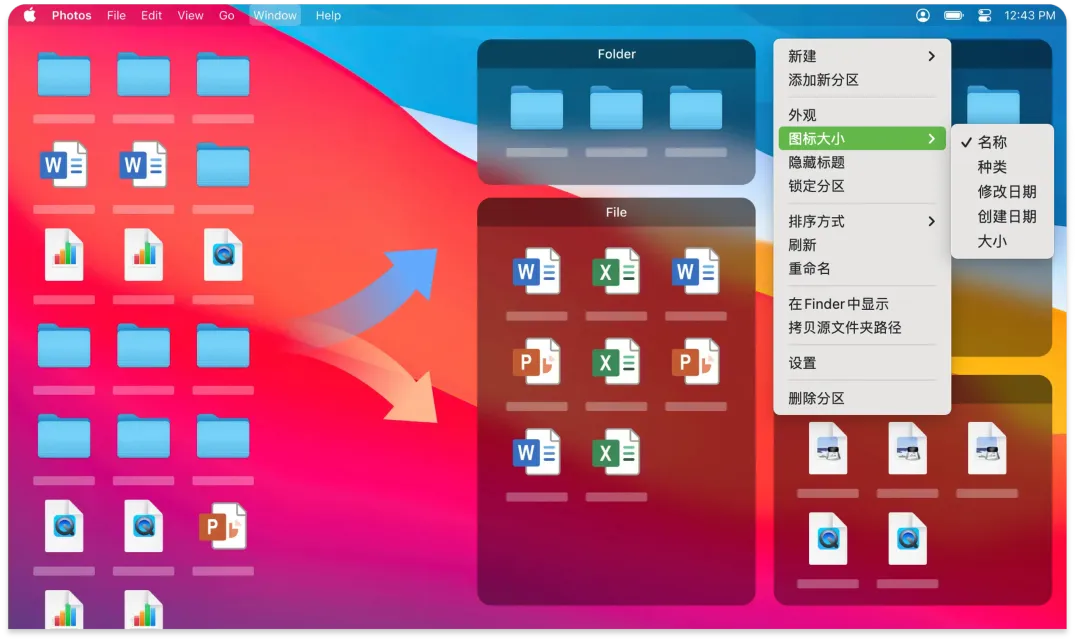 Photos File Edit View Go Window Help 12:43 PM
Folder
File
新建
添加新分区
外观
图标大小
隐藏标题
锁定分区
排序方式
刷新
重命名
在Finder中显示
拷贝源文件夹路径
设置
删除分区
✓ 名称
种类
修改日期
创建日期
大小
W
W
P
W
X
W
P
X
P
W
X